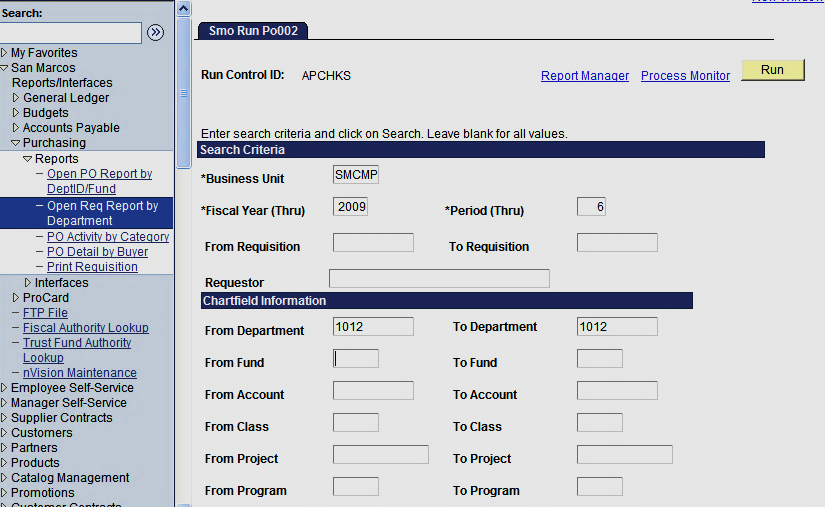 Search:
My Favorites
San Marcos
Reports/Interfaces
General Ledger
Budgets
Accounts Payable
Purchasing
Reports
Open PO Report by
DeptID/Fund
Open Req Report by
Department
PO Activity by Category
PO Detail by Buyer
Print Requisition
Interfaces
ProCard
FTP File
Fiscal Authority Lookup
Trust Fund Authority
Lookup
nVision Maintenance
Employee Self-Service
Manager Self-Service
Supplier Contracts
Customers
Partners
Products
Catalog Management
Promotions
Customer Contracts
Smo Run Po002
Run Control ID: APCHKS Report Manager Process Monitor Run
Enter search criteria and click on Search. Leave blank for all values.
Search Criteria
*Business Unit SMCMP
*Fiscal Year (Thru) 2009 *Period (Thru) 6
From Requisition To Requisition
Requestor
Chartfield Information
From Department 1012 To Department 1012
From Fund To Fund
From Account To Account
From Class To Class
From Project To Project
From Program To Program